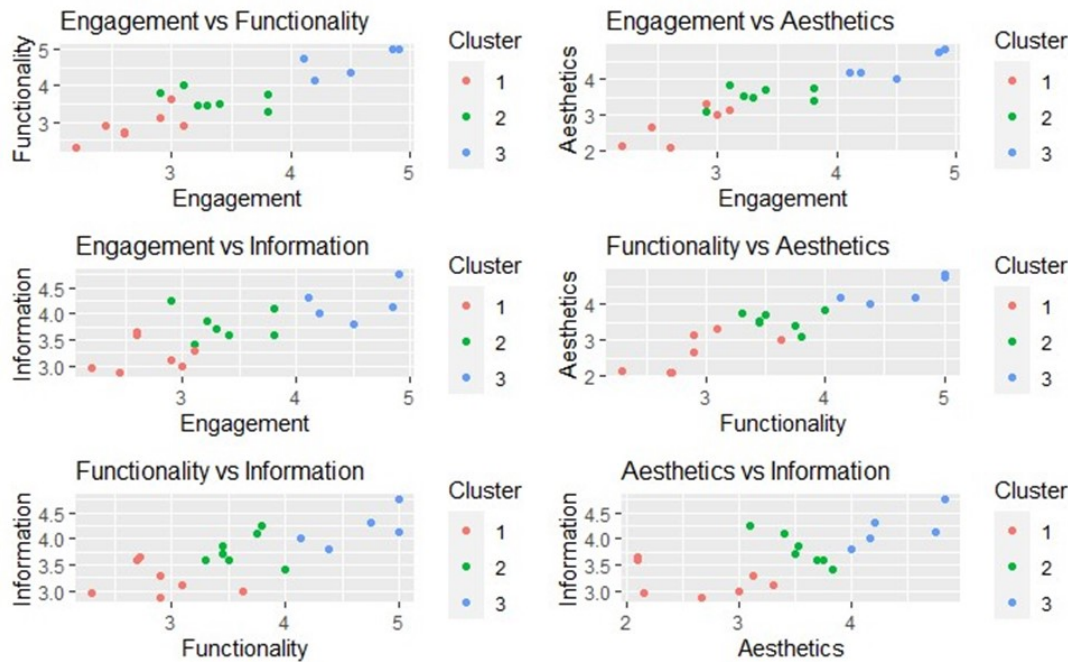 Engagement vs Functionality
Functionality
5
4
3
3
4
5
Engagement
Cluster
1
2
3
Engagement vs Aesthetics
Aesthetics
4
3
2
3
4
5
Engagement
Cluster
1
2
3
Engagement vs Information
Information
4.5
4.0
3.5
3.0
3
4
5
Engagement
Cluster
1
2
3
Functionality vs Aesthetics
Aesthetics
4
3
2
3
4
5
Functionality
Cluster
1
2
3
Functionality vs Information
Information
4.5
4.0
3.5
3.0
3
4
5
Functionality
Cluster
1
2
3
Aesthetics vs Information
Information
4.5
4.0
3.5
3.0
2
3
4
Aesthetics
Cluster
1
2
3